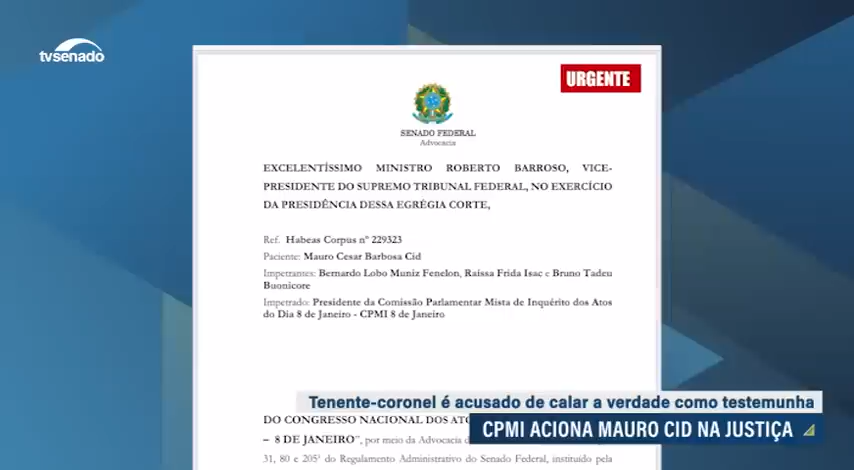 tvsenado
URGENTE
SENADO FEDERAL
Advocacia
EXCELENTÍSSIMO MINISTRO ROBERTO BARROSO, VICE-
PRESIDENTE DO SUPREMO TRIBUNAL FEDERAL, NO EXERCÍCIO
DA PRESIDÊNCIA DESSA EGRÉGIA CORTE,
Ref. Habeas Corpus nº 229323
Paciente: Mauro Cesar Barbosa Cid
Impetrantes: Bernardo Lobo Muniz Fenelon, Raíssa Frida Isac e Bruno Tadeu
Buonicore
Impetrado: Presidente da Comissão Parlamentar Mista de Inquérito dos Atos
do Dia 8 de Janeiro - CPMI 8 de Janeiro
Tenente-coronel é acusado de calar a verdade como testemunha
DO CONGRESSO NACIONAL DOS
CPMI ACIONA MAURO CID NA JUSTIÇA
– 8 DE JANEIRO", por meio da Advocacia
31, 80 e 205¹ do Regulamento Administrativo do Senado Federal, instituído pela